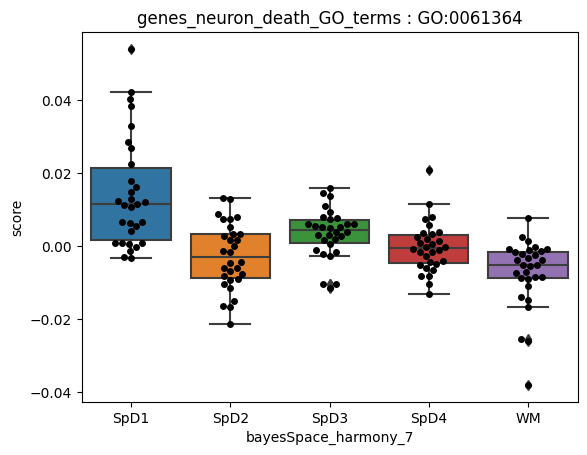 genes_neuron_death_GO_terms : GO:0061364
score
0.04
0.02
0.00
−0.02
−0.04
SpD1 SpD2 SpD3 SpD4 WM
bayesSpace_harmony_7